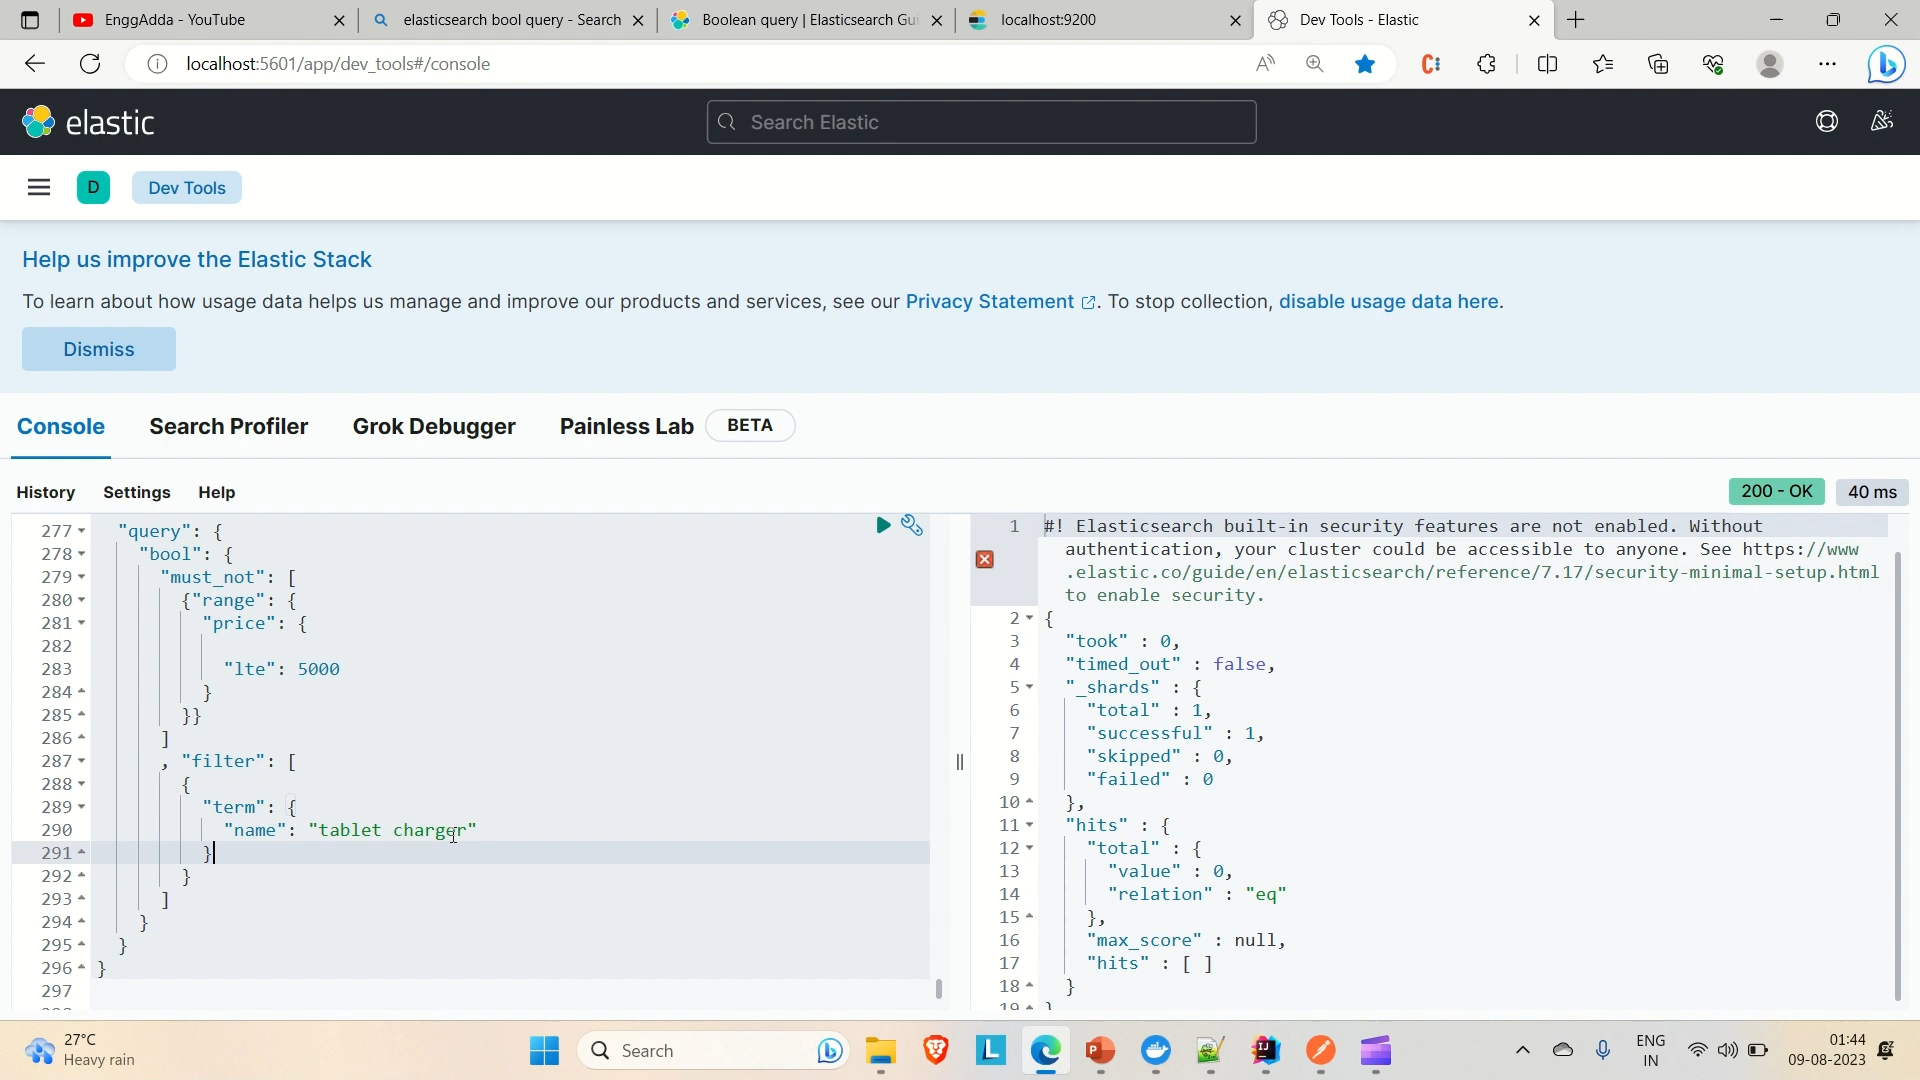 EnggAdda - YouTube
elasticsearch bool query - Search
Boolean query | Elasticsearch Gu
localhost:9200
Dev Tools - Elastic
localhost:5601/app/dev_tools#/console
elastic
Search Elastic
D
Dev Tools
Help us improve the Elastic Stack
To learn about how usage data helps us manage and improve our products and services, see our Privacy Statement. To stop collection, disable usage data here.
Dismiss
Console
Search Profiler
Grok Debugger
Painless Lab
BETA
History
Settings
Help
200 - OK
40 ms
277 "query": {
278 "bool": {
279 "must_not": [
280 {"range": {
281 "price": {
282
283 "lte": 5000
284 }
285 }}
286 ]
287 , "filter": [
288 {
289 "term": {
290 "name": "tablet charger"
291 }
292 }
293 ]
294 }
295 }
296 }
297
1 #! Elasticsearch built-in security features are not enabled. Without
authentication, your cluster could be accessible to anyone. See https://www
.elastic.co/guide/en/elasticsearch/reference/7.17/security-minimal-setup.html
to enable security.
2 {
3 "took" : 0,
4 "timed_out" : false,
5 "_shards" : {
6 "total" : 1,
7 "successful" : 1,
8 "skipped" : 0,
9 "failed" : 0
10 },
11 "hits" : {
12 "total" : {
13 "value" : 0,
14 "relation" : "eq"
15 },
16 "max_score" : null,
17 "hits" : [ ]
18 }
19 }
27°C
Heavy rain
Search
ENG
IN
01:44
09-08-2023